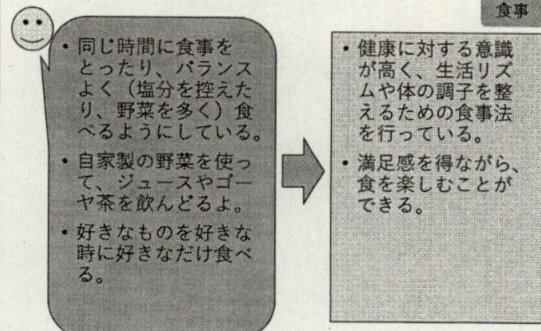 食事
・同じ時間に食事を
とったり、バランス
よく（塩分を控えた
り、野菜を多く）食
べるようにしている。
・自家製の野菜を使っ
て、ジュースやゴー
ヤ茶を飲んどるよ。
・好きなものを好きな
時に好きなだけ食べ
る。
・健康に対する意識
が高く、生活リズ
ムや体の調子を整
えるための食事法
を行っている。
・満足感を得ながら、
食を楽しむことが
できる。